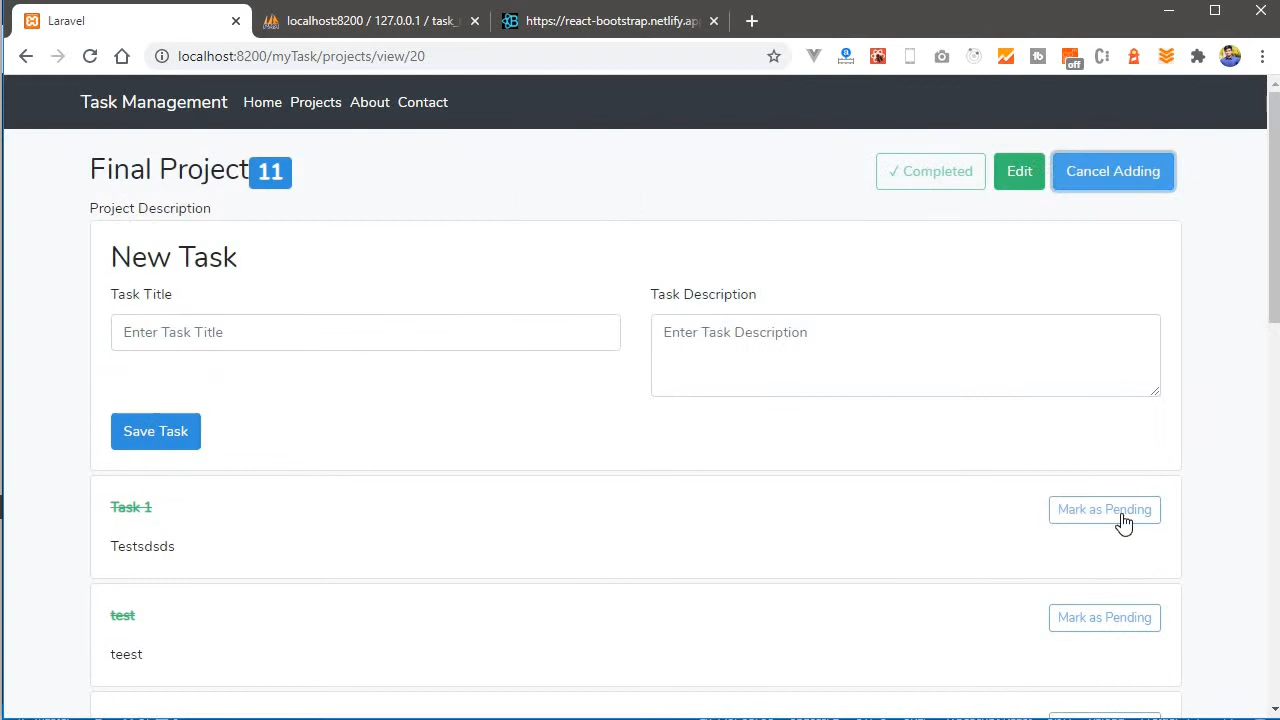 Laravel
localhost:8200 / 127.0.0.1 / task_
https://react-bootstrap.netlify.ap
localhost:8200/myTask/projects/view/20
off
Task Management Home Projects About Contact
Final Project 11
✓ Completed Edit Cancel Adding
Project Description
New Task
Task Title Task Description
Enter Task Title Enter Task Description
Save Task
Task 1 Mark as Pending
Testsdsds
test Mark as Pending
teest